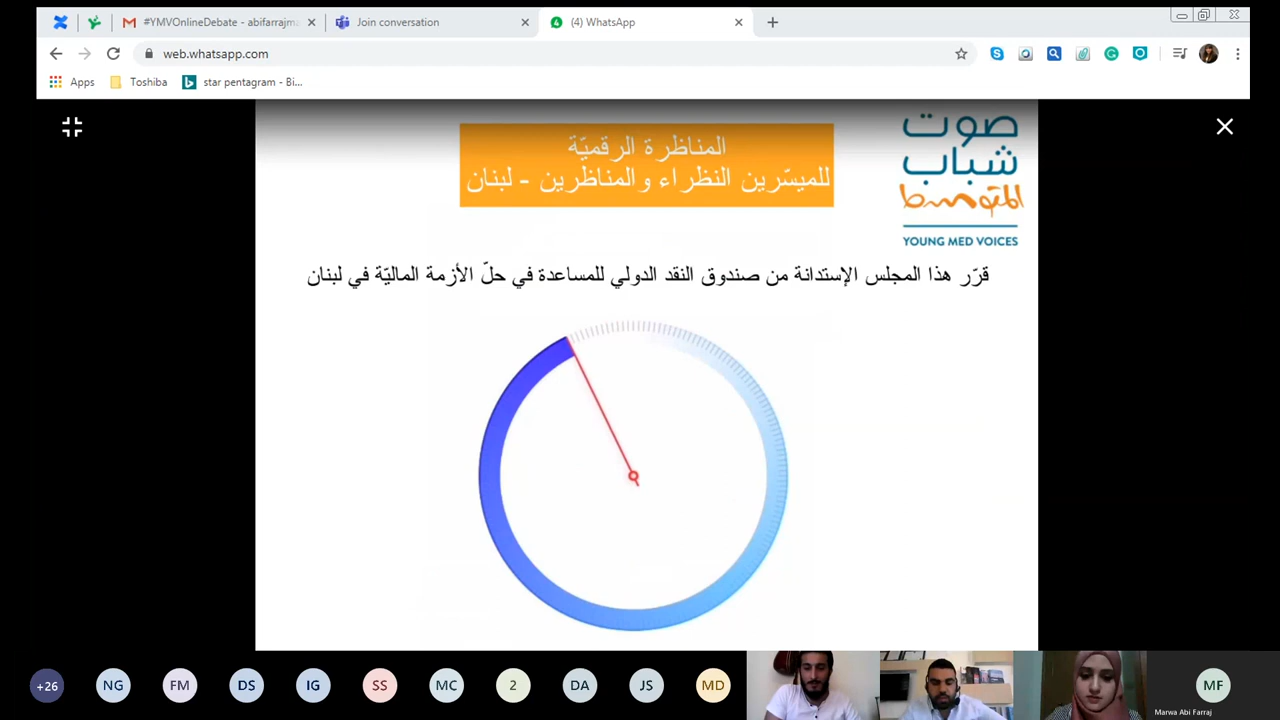 #YMVOnlineDebate - abifarrajma
Join conversation
(4) WhatsApp
web.whatsapp.com
Apps
Toshiba
star pentagram - Bi...
صوت
شباب
المتوسط
YOUNG MED VOICES
المناظرة الرقميّة
للميسّرين النظراء والمناظرين - لبنان
قرّر هذا المجلس الإستدانة من صندوق النقد الدولي للمساعدة في حلّ الأزمة الماليّة في لبنان
+26 NG FM DS IG SS MC 2 DA JS MD MF
Marwa Abi Farraj